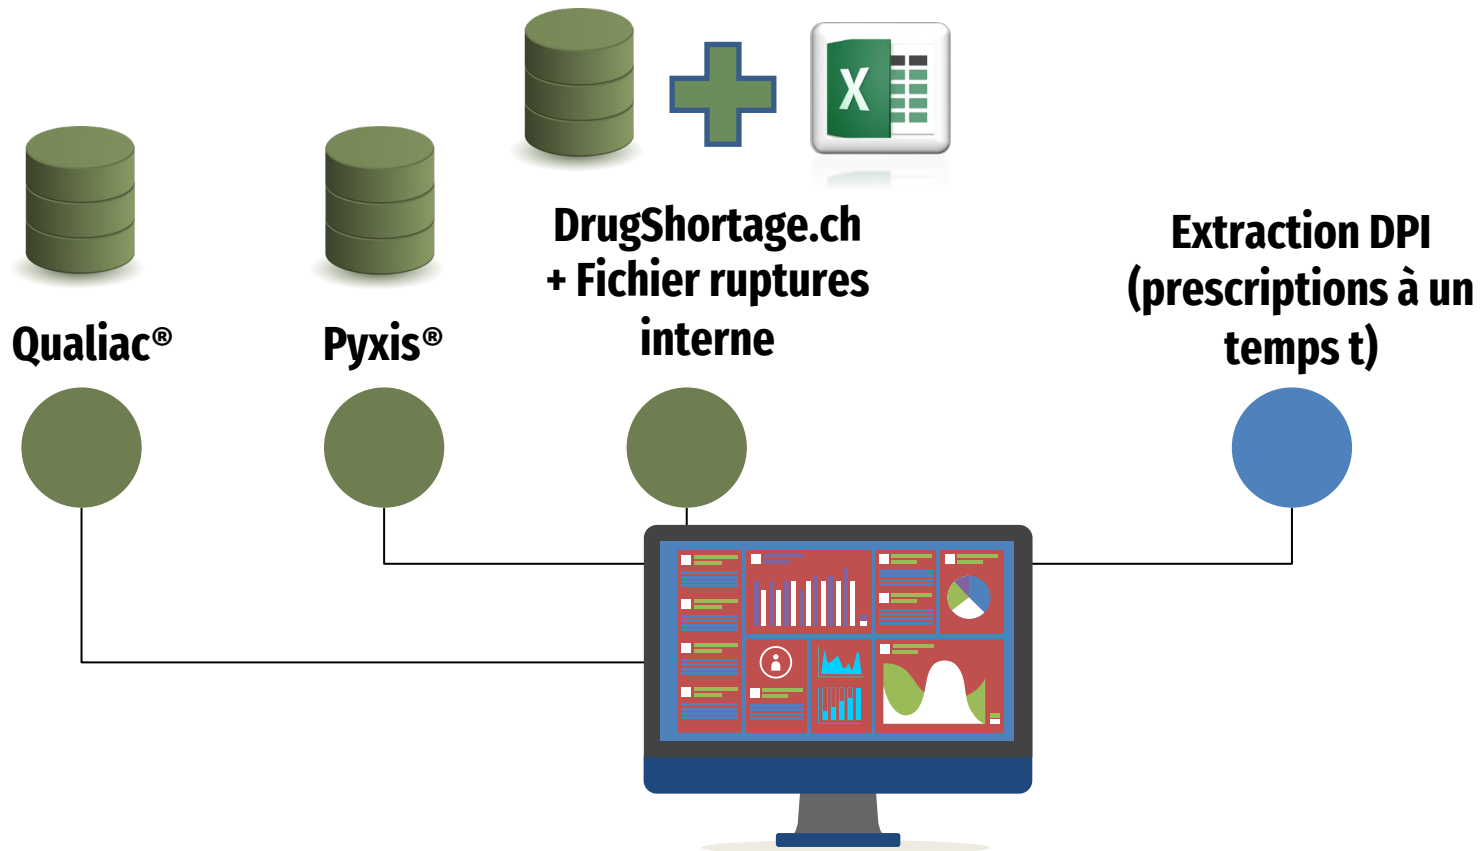 X
DrugShortage.ch
+ Fichier ruptures
interne
Extraction DPI
(prescriptions à un
temps t)
Qualiac®
Pyxis®